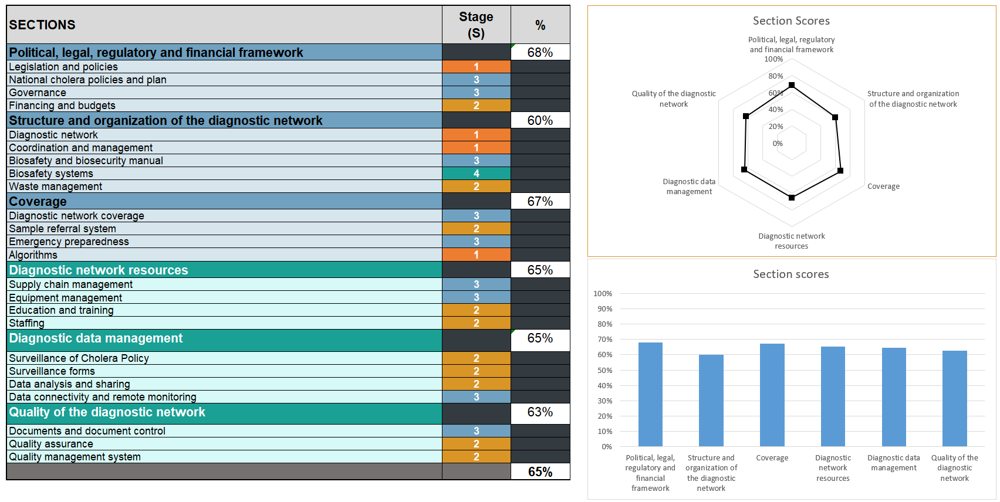 SECTIONS
Stage
(S)
%
Political, legal, regulatory and financial framework
68%
Legislation and policies
1
National cholera policies and plan
3
Governance
3
Financing and budgets
2
Structure and organization of the diagnostic network
60%
Diagnostic network
1
Coordination and management
1
Biosafety and biosecurity manual
3
Biosafety systems
4
Waste management
2
Coverage
67%
Diagnostic network coverage
3
Sample referral system
2
Emergency preparedness
3
Algorithms
1
Diagnostic network resources
65%
Supply chain management
3
Equipment management
3
Education and training
2
Staffing
2
Diagnostic data management
65%
Surveillance of Cholera Policy
2
Surveillance forms
2
Data analysis and sharing
2
Data connectivity and remote monitoring
3
Quality of the diagnostic network
63%
Documents and document control
3
Quality assurance
2
Quality management system
2
65%
Section Scores
Political, legal, regulatory
and financial framework
100%
80%
60%
40%
20%
0%
Structure and organization
of the diagnostic network
Coverage
Diagnostic network
resources
Diagnostic data
management
Quality of the diagnostic
network
Section scores
100%
90%
80%
70%
60%
50%
40%
30%
20%
10%
0%
Political, legal,
regulatory and
financial
framework
Structure and
organization of
the diagnostic
network
Coverage
Diagnostic
network
resources
Diagnostic data
management
Quality of the
diagnostic
network